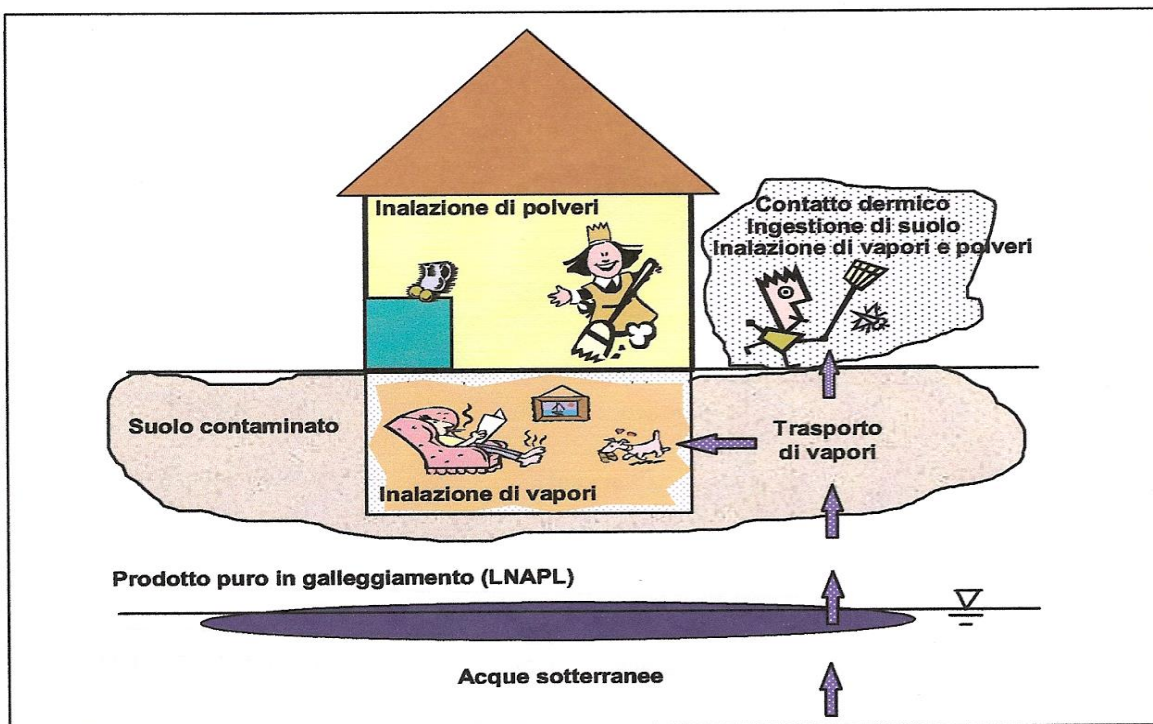 Inalazione di polveri
Contatto dermico
Ingestione di suolo
Inalazione di vapori e polveri
Suolo contaminato
Trasporto
di vapori
Inalazione di vapori
Prodotto puro in galleggiamento (LNAPL)
Acque sotterranee